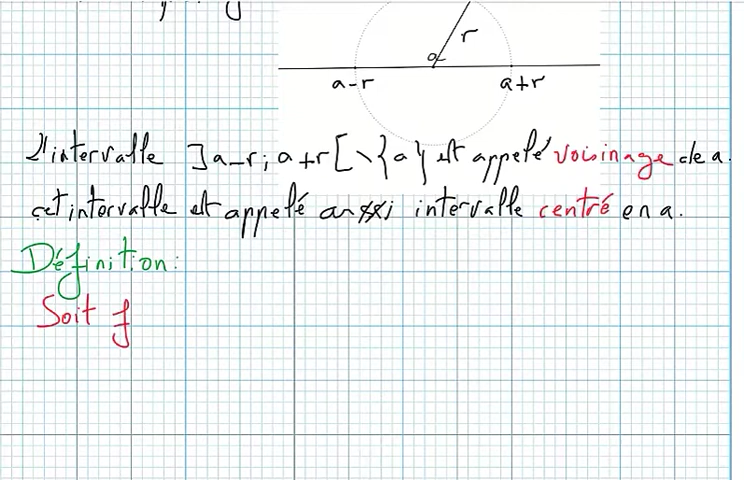 r
a
a-r
a+r
L'intervalle ]a-r; a+r[ \ {a} est appelé voisinage de a.
cet intervalle est appelé aussi intervalle centré en a.
Définition:
Soit f